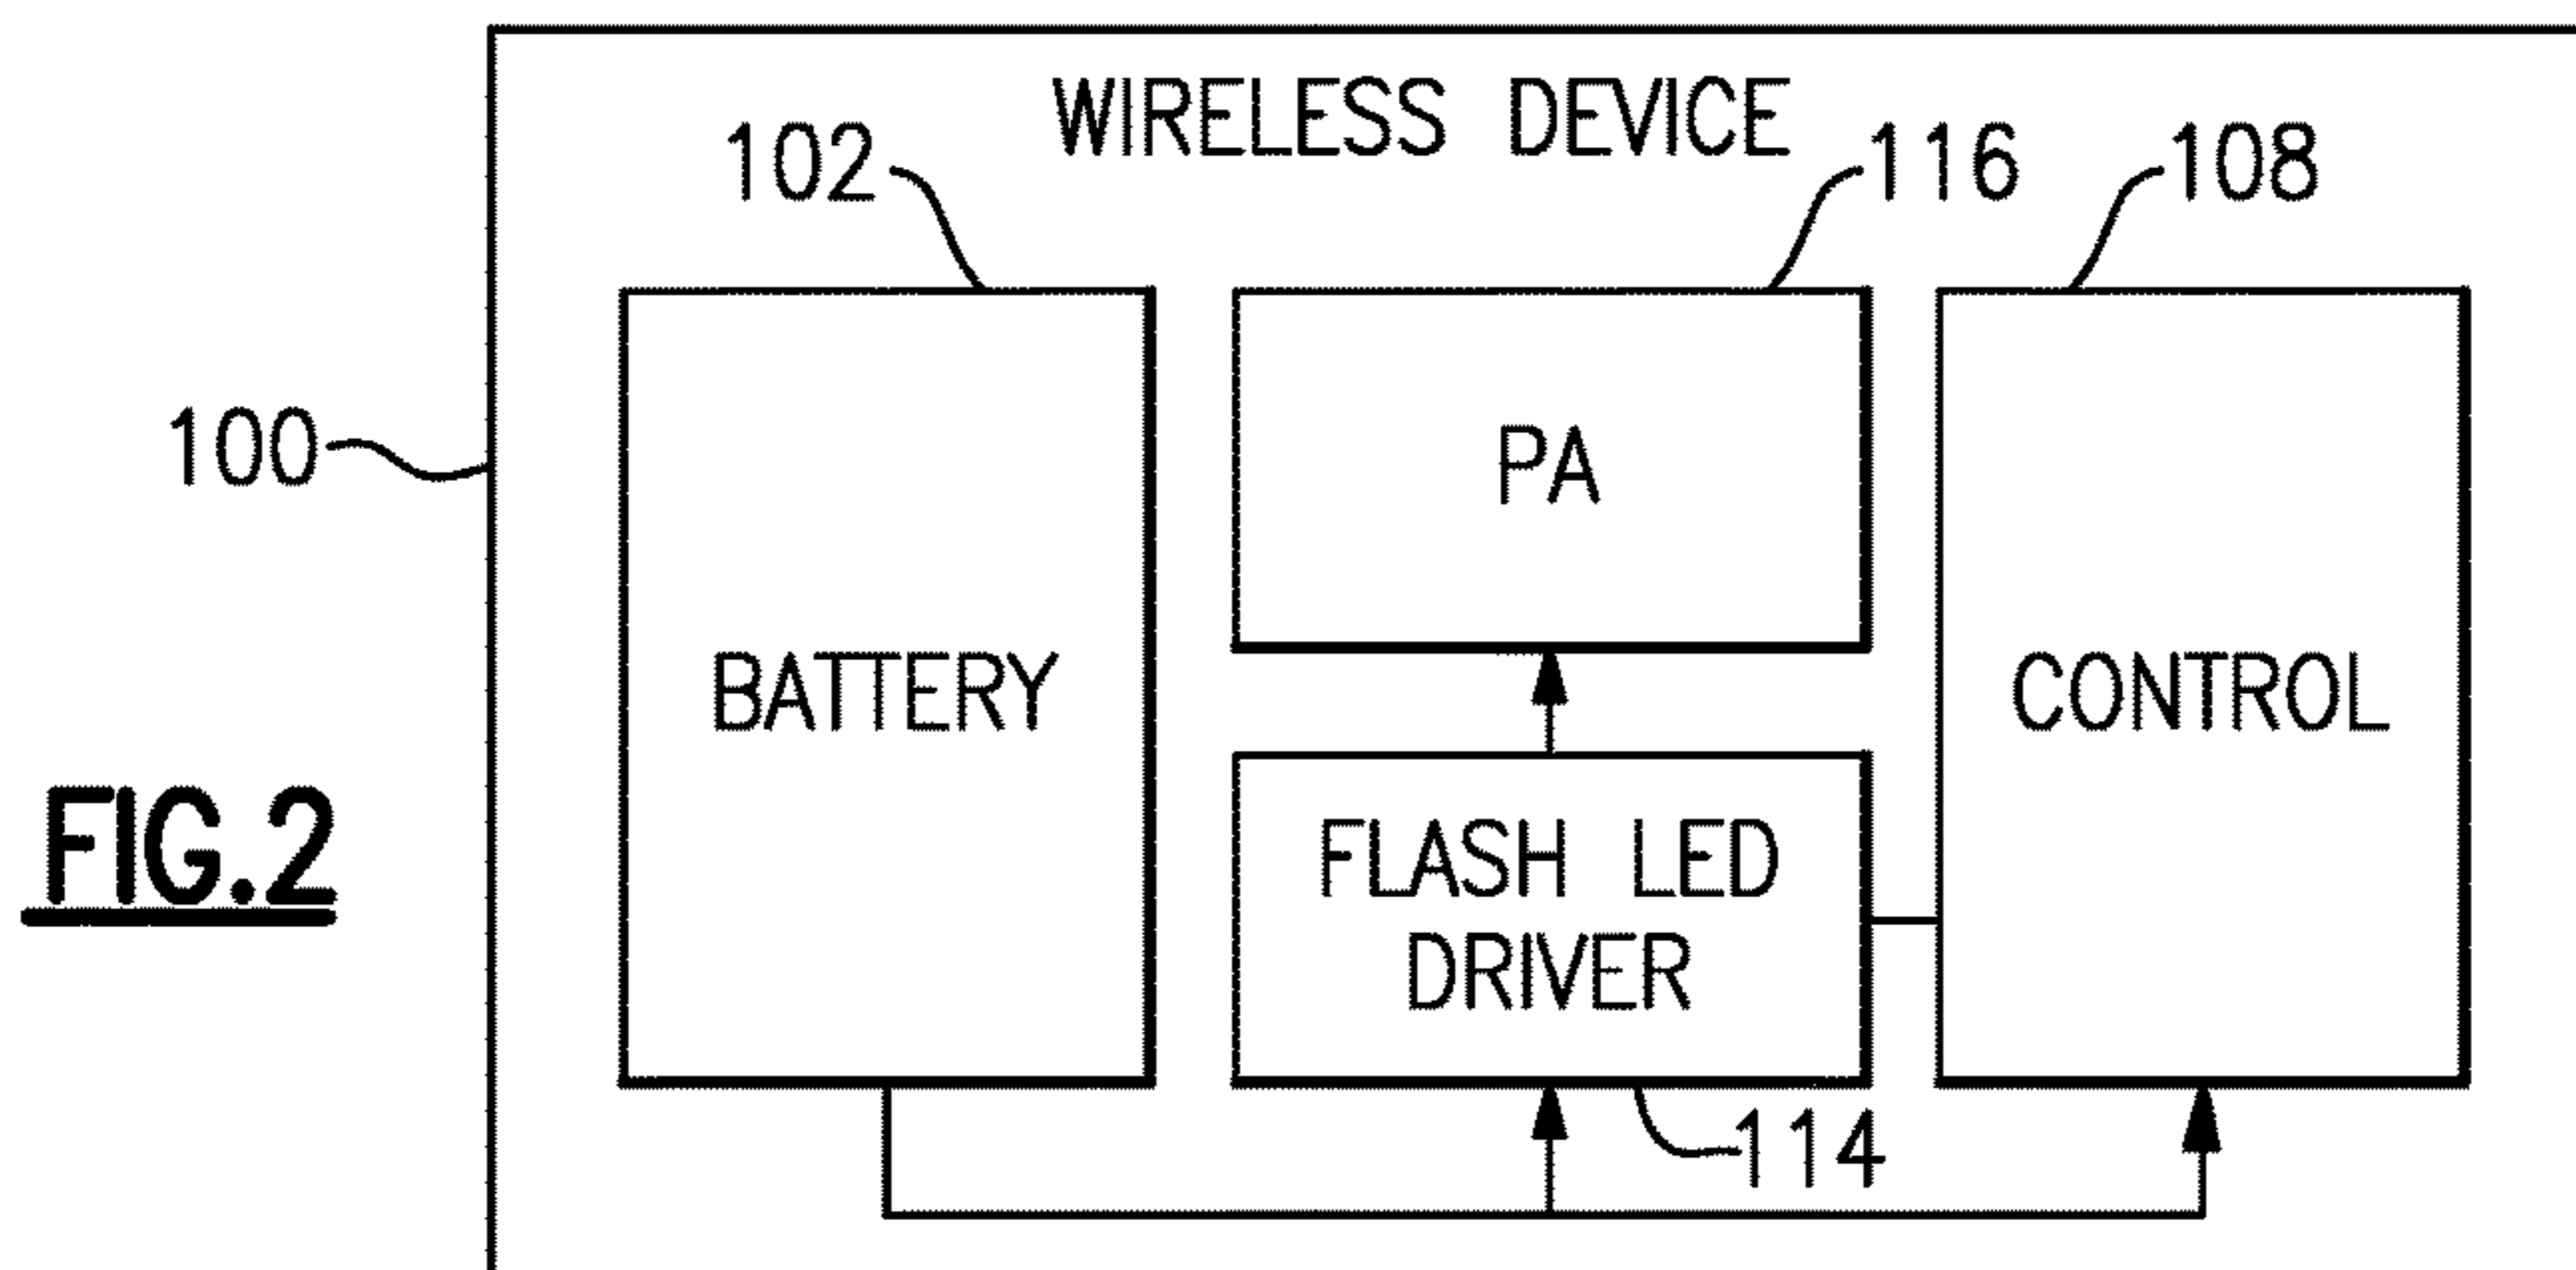 WIRELESS DEVICE
102
116
108
100
PA
BATTERY
CONTROL
FIG.2
FLASH LED
DRIVER
114